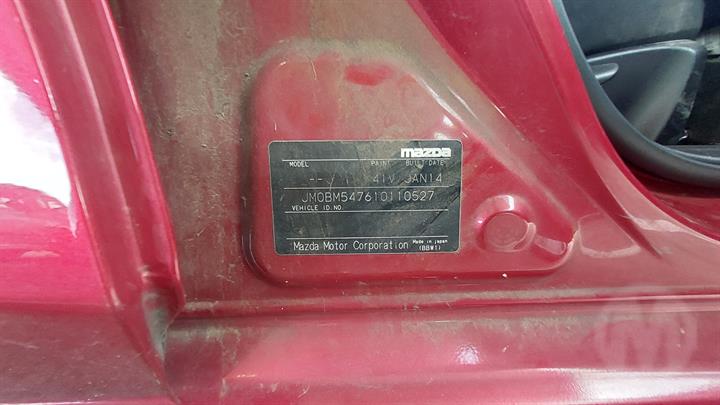 mazda
MODEL PAINT BUILT DATE
41V JAN14
JM0BM547610110527
VEHICLE ID.NO.
Mazda Motor Corporation Made in Japan
(BBW1)
M